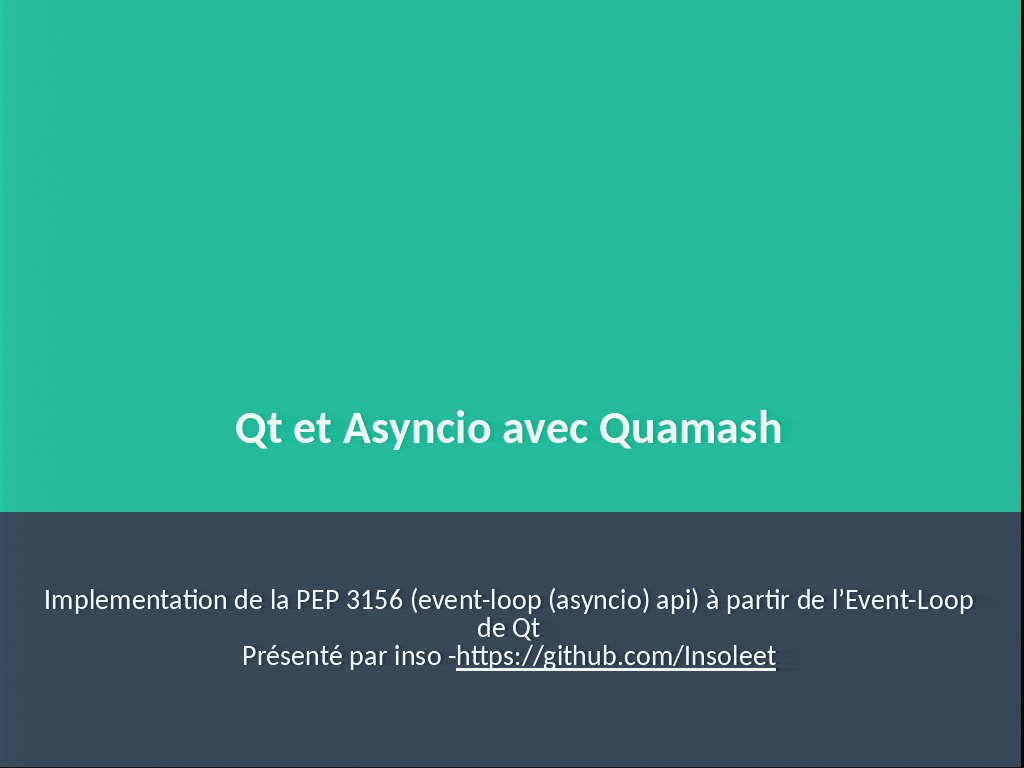 Qt et Asyncio avec Quamash
Implementation de la PEP 3156 (event-loop (asyncio) api) à partir de l’Event-Loop
de Qt
Présenté par inso -https://github.com/Insoleet